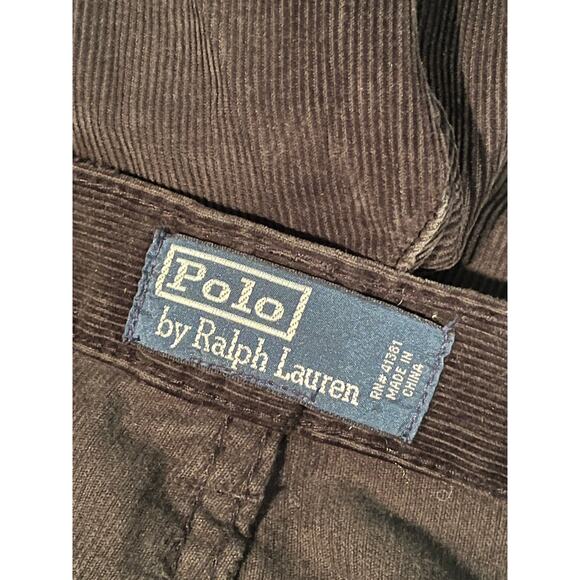 Polo
by Ralph Lauren
RN# 41381
MADE IN
CHINA